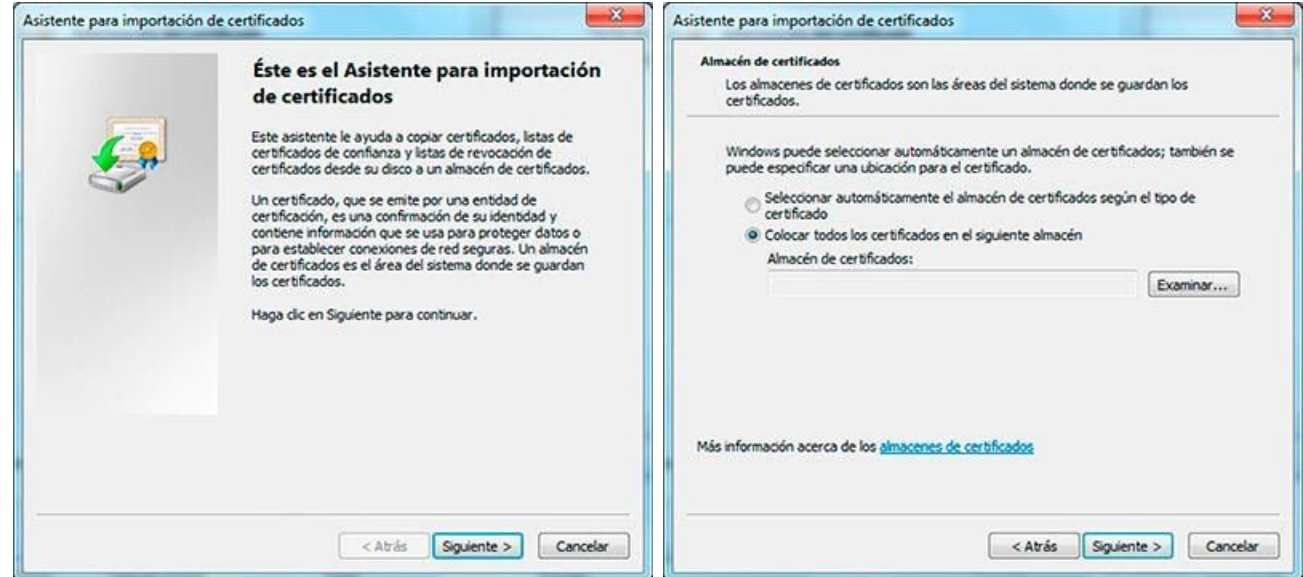 Asistente para importación de certificados
Éste es el Asistente para importación
de certificados
Este asistente le ayuda a copiar certificados, listas de
certificados de confianza y listas de revocación de
certificados desde su disco a un almacén de certificados.
Un certificado, que se emite por una entidad de
certificación, es una confirmación de su identidad y
contiene información que se usa para proteger datos o
para establecer conexiones de red seguras. Un almacén
de certificados es el área del sistema donde se guardan
los certificados.
Haga clic en Siguiente para continuar.
< Atrás
Siguiente >
Cancelar
Asistente para importación de certificados
Almacén de certificados
Los almacenes de certificados son las áreas del sistema donde se guardan los
certificados.
Windows puede seleccionar automáticamente un almacén de certificados; también se
puede especificar una ubicación para el certificado.
Seleccionar automáticamente el almacén de certificados según el tipo de
certificado
Colocar todos los certificados en el siguiente almacén
Almacén de certificados:
Examinar...
Más información acerca de los almacenes de certificados
< Atrás
Siguiente >
Cancelar